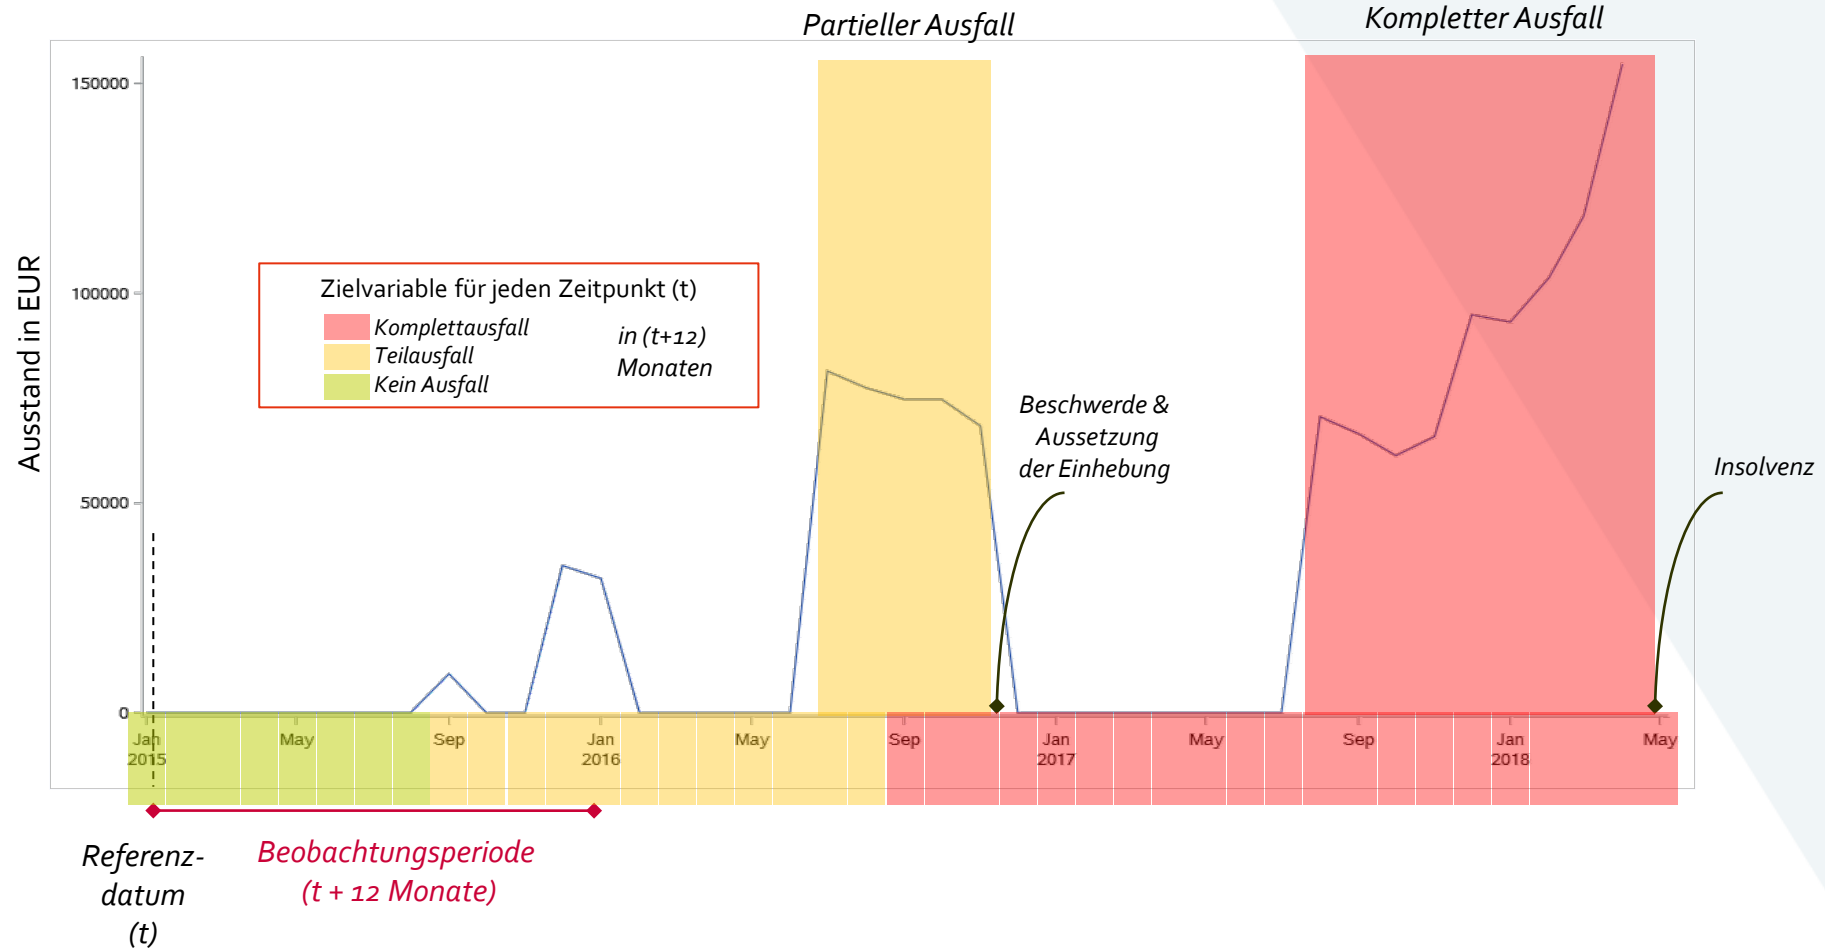 Partieller Ausfall
Kompletter Ausfall
Ausstand in EUR
150000
100000
50000
0
Zielvariable für jeden Zeitpunkt (t)
Komplettausfall
Teilausfall
Kein Ausfall
in (t+12)
Monaten
Beschwerde &
Aussetzung
der Einhebung
Insolvenz
Jan
2015
May
Sep
Jan
2016
May
Sep
Jan
2017
May
Sep
Jan
2018
May
Referenz-
datum
(t)
Beobachtungsperiode
(t + 12 Monate)